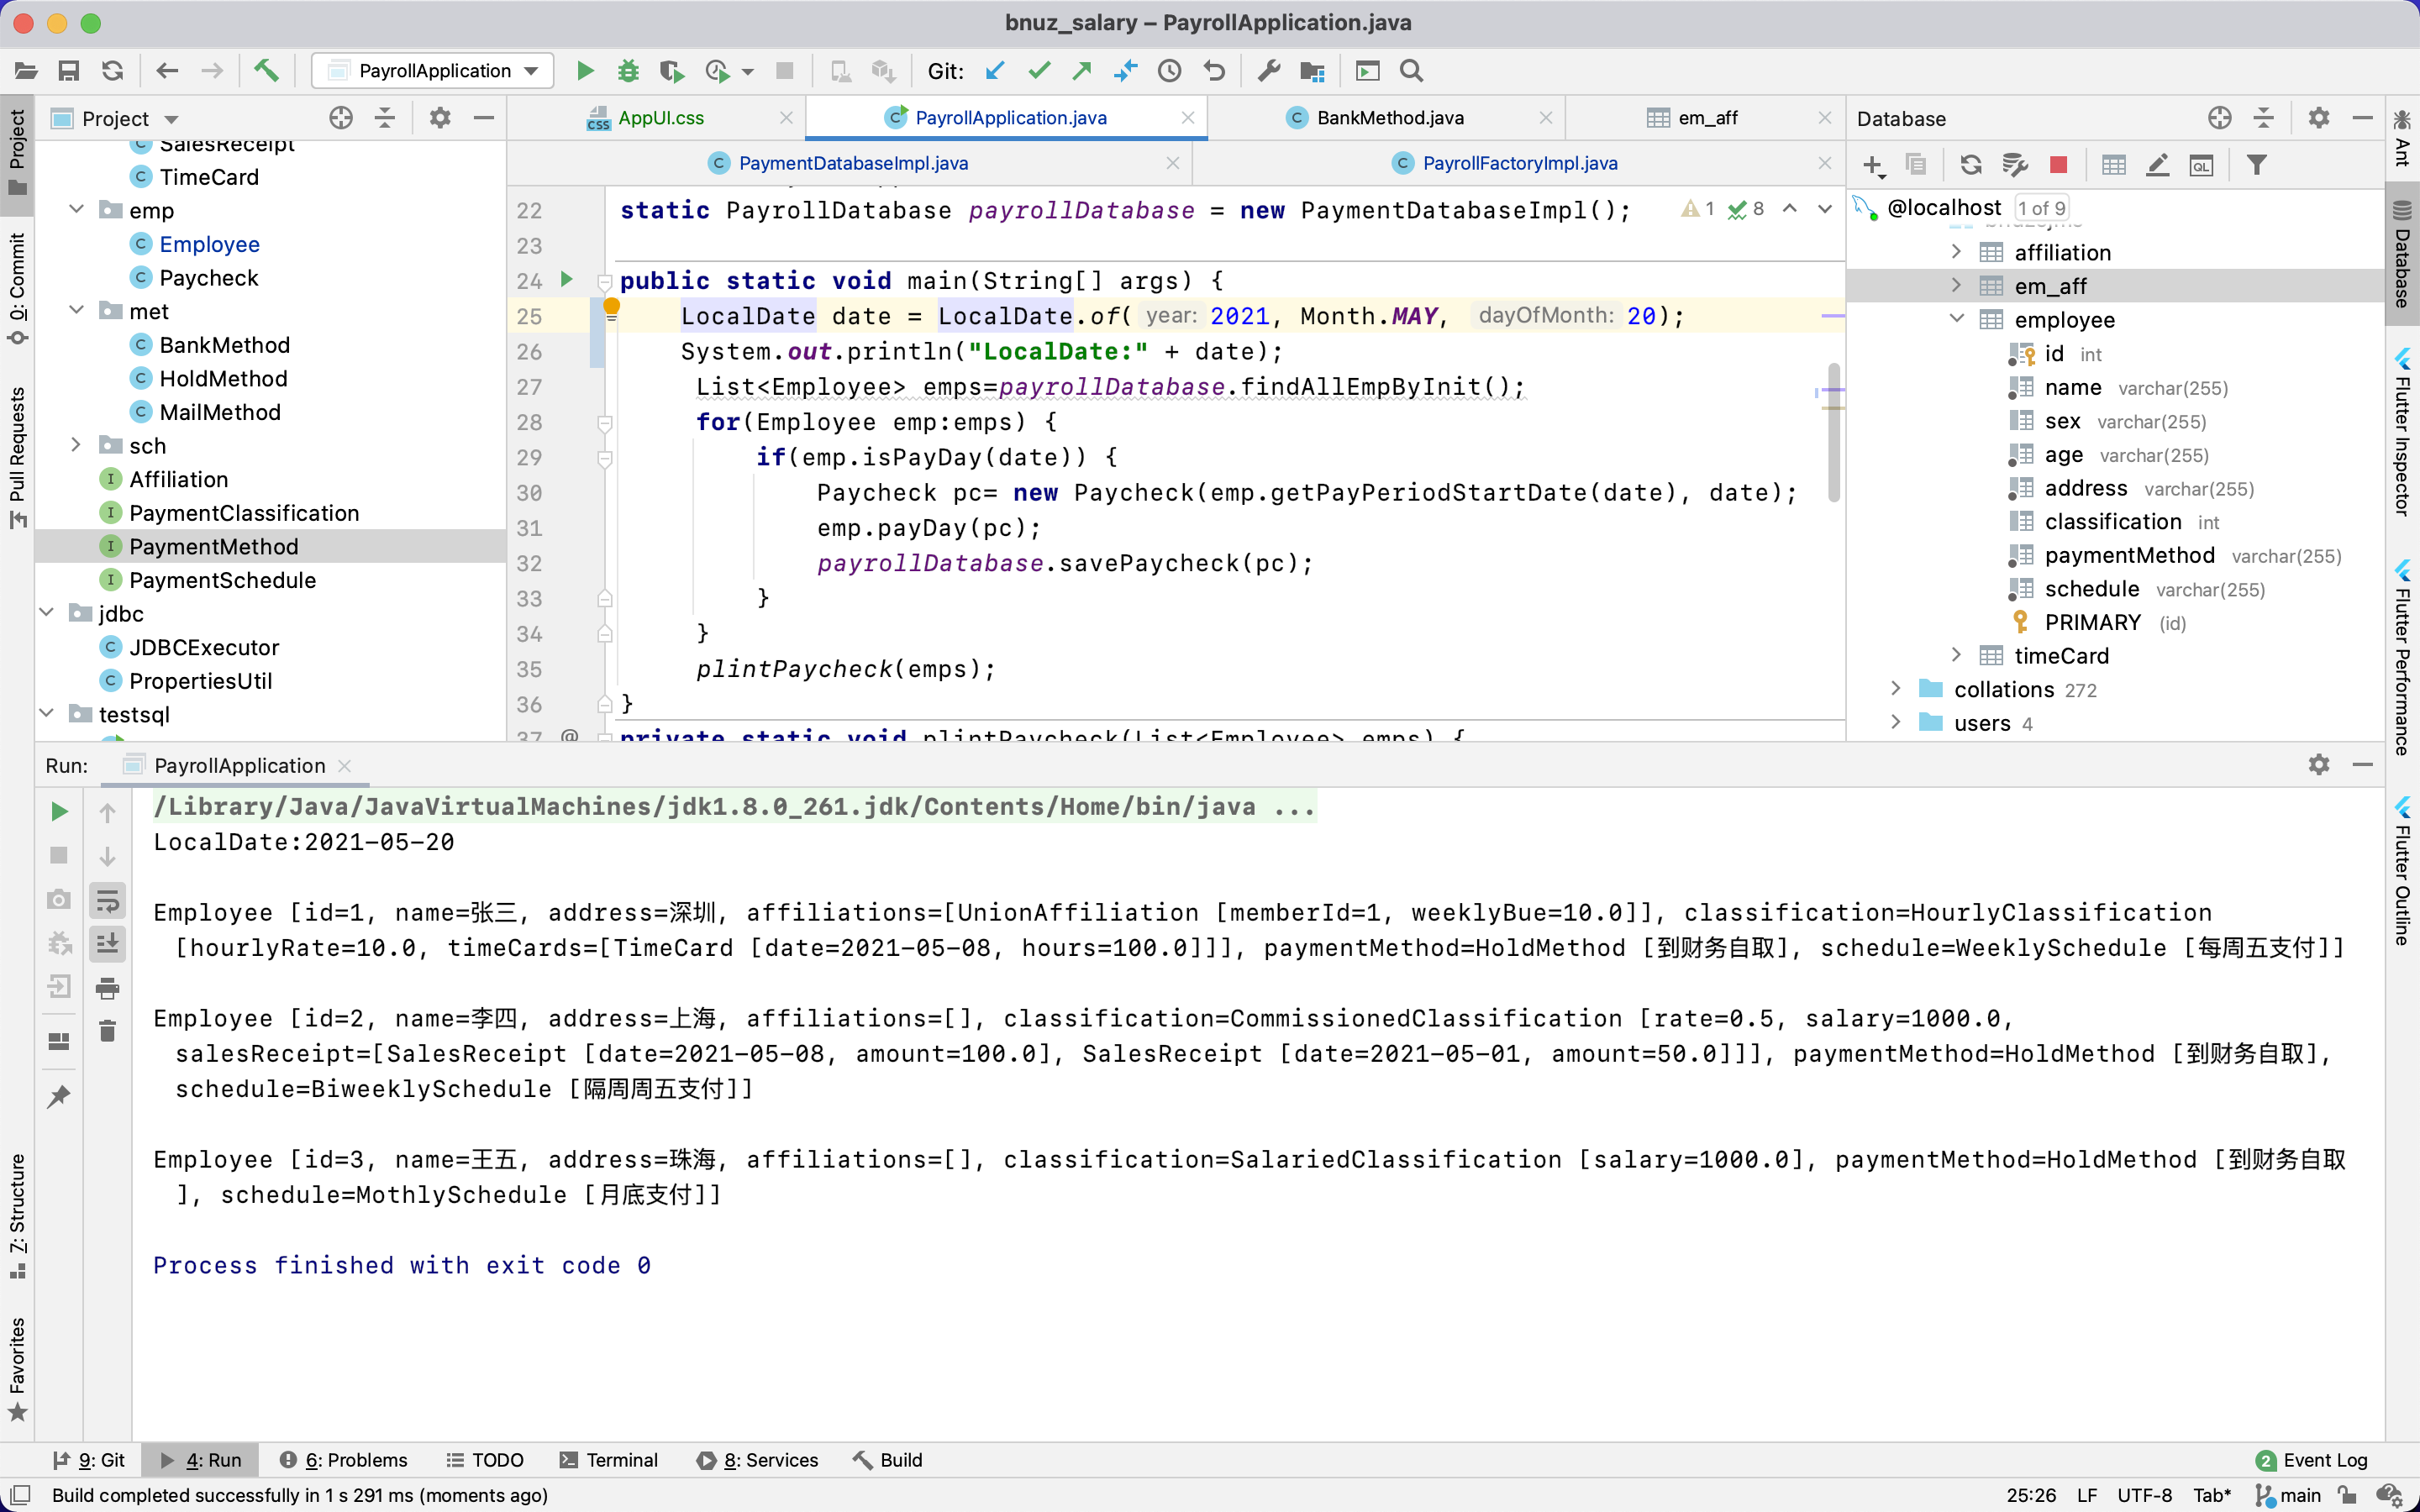 bnuz_salary – PayrollApplication.java
PayrollApplication
Git:
Project
AppUI.css
PayrollApplication.java
BankMethod.java
em_aff
Database
PaymentDatabaseImpl.java
PayrollFactoryImpl.java
SalesReceipt
TimeCard
emp
Employee
Paycheck
met
BankMethod
HoldMethod
MailMethod
sch
Affiliation
PaymentClassification
PaymentMethod
PaymentSchedule
jdbc
JDBCExecutor
PropertiesUtil
testsql
22 static PayrollDatabase payrollDatabase = new PaymentDatabaseImpl();
1 8
23
24 public static void main(String[] args) {
25 LocalDate date = LocalDate.of( year: 2021, Month.MAY, dayOfMonth: 20);
26 System.out.println("LocalDate:" + date);
27 List<Employee> emps=payrollDatabase.findAllEmpByInit();
28 for(Employee emp:emps) {
29 if(emp.isPayDay(date)) {
30 Paycheck pc= new Paycheck(emp.getPayPeriodStartDate(date), date);
31 emp.payDay(pc);
32 payrollDatabase.savePaycheck(pc);
33 }
34 }
35 plintPaycheck(emps);
36 }
37 @ private static void plintPaycheck(List<Employee> emps) {
QL
@localhost 1 of 9
affiliation
em_aff
employee
id int
name varchar(255)
sex varchar(255)
age varchar(255)
address varchar(255)
classification int
paymentMethod varchar(255)
schedule varchar(255)
PRIMARY (id)
timeCard
collations 272
users 4
Project
0: Commit
Pull Requests
Z: Structure
Favorites
Ant
Database
Flutter Inspector
Flutter Performance
Flutter Outline
Run: PayrollApplication
/Library/Java/JavaVirtualMachines/jdk1.8.0_261.jdk/Contents/Home/bin/java ...
LocalDate:2021-05-20
Employee [id=1, name=张三, address=深圳, affiliations=[UnionAffiliation [memberId=1, weeklyBue=10.0]], classification=HourlyClassification
[hourlyRate=10.0, timeCards=[TimeCard [date=2021-05-08, hours=100.0]]], paymentMethod=HoldMethod [到财务自取], schedule=WeeklySchedule [每周五支付]]
Employee [id=2, name=李四, address=上海, affiliations=[], classification=CommissionedClassification [rate=0.5, salary=1000.0,
salesReceipt=[SalesReceipt [date=2021-05-08, amount=100.0], SalesReceipt [date=2021-05-01, amount=50.0]]], paymentMethod=HoldMethod [到财务自取],
schedule=BiweeklySchedule [隔周周五支付]]
Employee [id=3, name=王五, address=珠海, affiliations=[], classification=SalariedClassification [salary=1000.0], paymentMethod=HoldMethod [到财务自取
], schedule=MothlySchedule [月底支付]]
Process finished with exit code 0
9: Git
4: Run
6: Problems
TODO
Terminal
8: Services
Build
2 Event Log
Build completed successfully in 1 s 291 ms (moments ago)
25:26 LF UTF-8 Tab* main